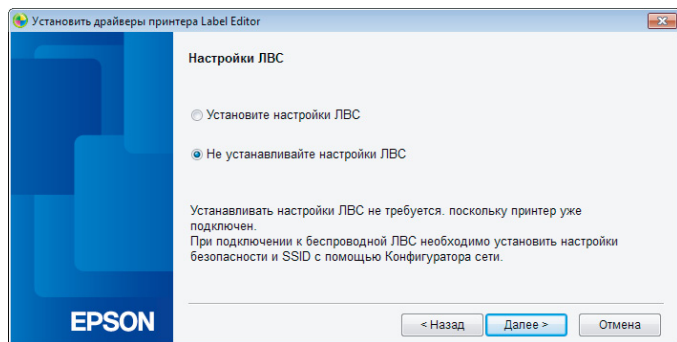 Установить драйверы принтера Label Editor
Настройки ЛВС
Установите настройки ЛВС
Не устанавливайте настройки ЛВС
Устанавливать настройки ЛВС не требуется. поскольку принтер уже
подключен.
При подключении к беспроводной ЛВС необходимо установить настройки
безопасности и SSID с помощью Конфигуратора сети.
EPSON
< Назад
Далее >
Отмена